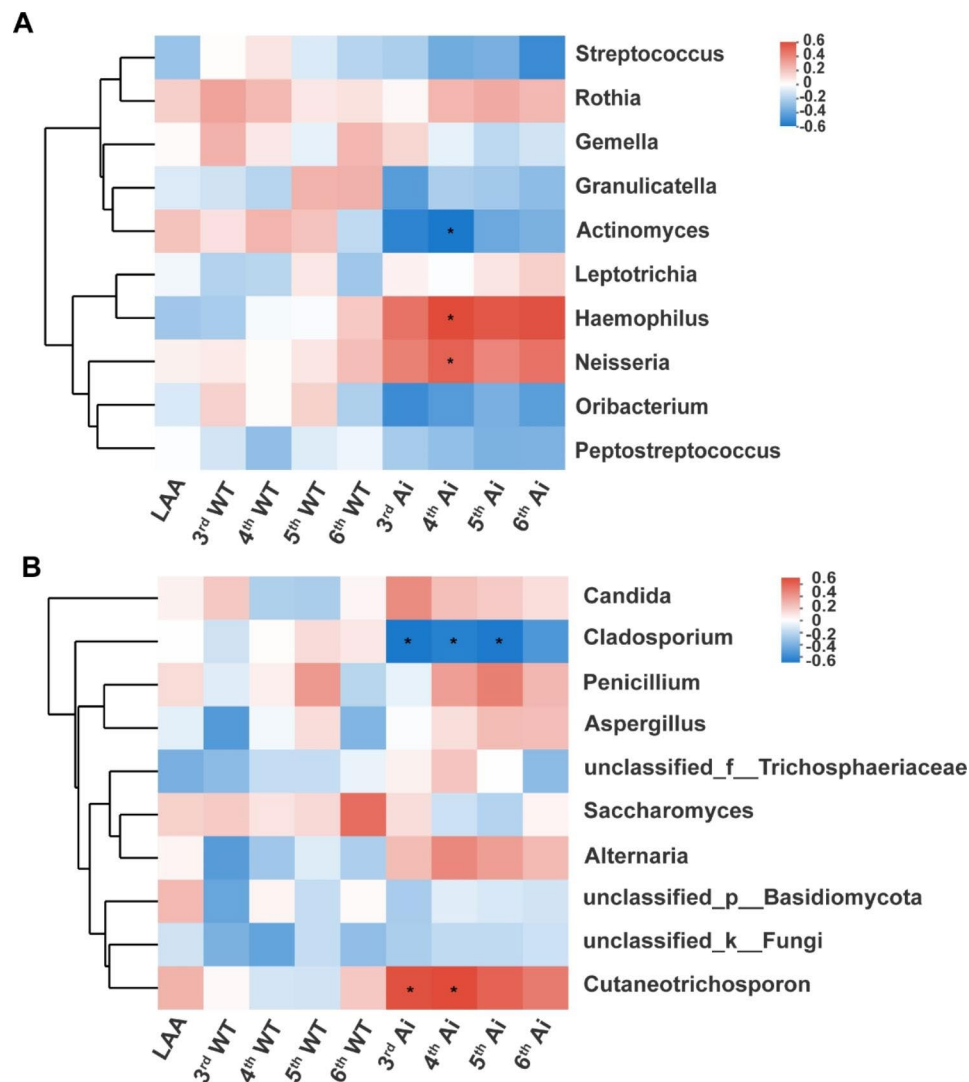 A
Streptococcus
Rothia
Gemella
Granulicatella
Actinomyces
*
Leptotrichia
Haemophilus
*
Neisseria
*
Oribacterium
Peptostreptococcus
0.6
0.4
0.2
0
-0.2
-0.4
-0.6
LAA
3rd WT
4th WT
5th WT
6th WT
3rd Ai
4th Ai
5th Ai
6th Ai
B
Candida
Cladosporium
* * *
Penicillium
Aspergillus
unclassified_f__Trichosphaeriaceae
Saccharomyces
Alternaria
unclassified_p__Basidiomycota
unclassified_k__Fungi
Cutaneotrichosporon
* *
0.6
0.4
0.2
0
-0.2
-0.4
-0.6
LAA
3rd WT
4th WT
5th WT
6th WT
3rd Ai
4th Ai
5th Ai
6th Ai